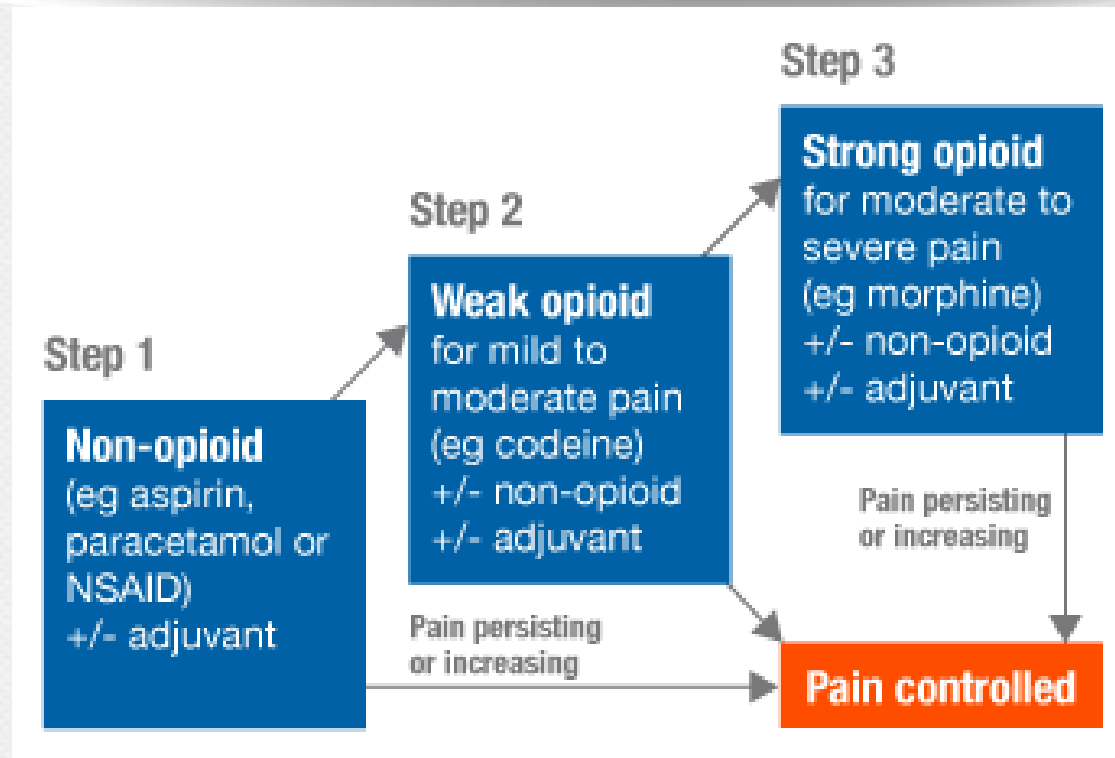 Step 1
Non-opioid
(eg aspirin,
paracetamol or
NSAID)
+/- adjuvant
Step 2
Weak opioid
for mild to
moderate pain
(eg codeine)
+/- non-opioid
+/- adjuvant
Step 3
Strong opioid
for moderate to
severe pain
(eg morphine)
+/- non-opioid
+/- adjuvant
Pain persisting
or increasing
Pain persisting
or increasing
Pain controlled